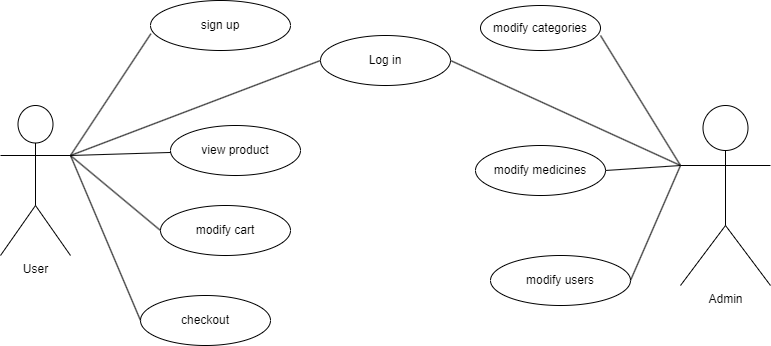 sign up
modify categories
Log in
view product
modify medicines
modify cart
User
modify users
Admin
checkout